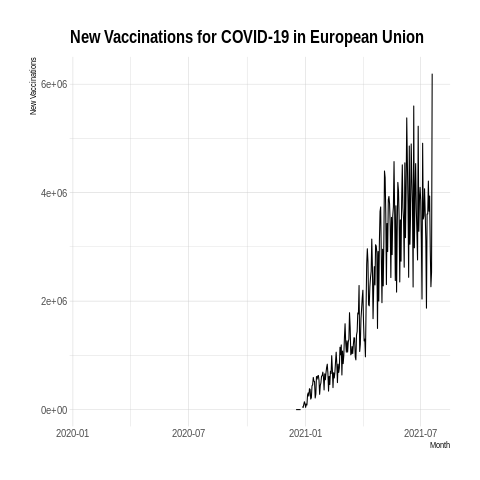 New Vaccinations for COVID-19 in European Union
New Vaccinations
6e+06
4e+06
2e+06
0e+00
2020-01
2020-07
2021-01
2021-07
Month